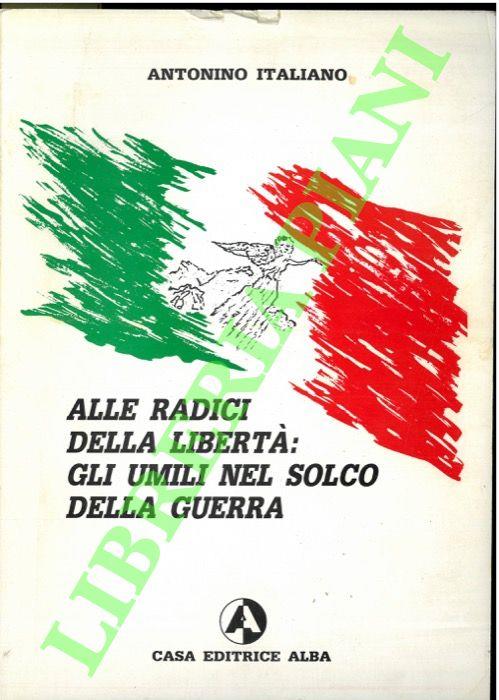 ANTONINO ITALIANO
ALLE RADICI
DELLA LIBERTÀ:
GLI UMILI NEL SOLCO
DELLA GUERRA
A
CASA EDITRICE ALBA
LIBRERIA PIANI